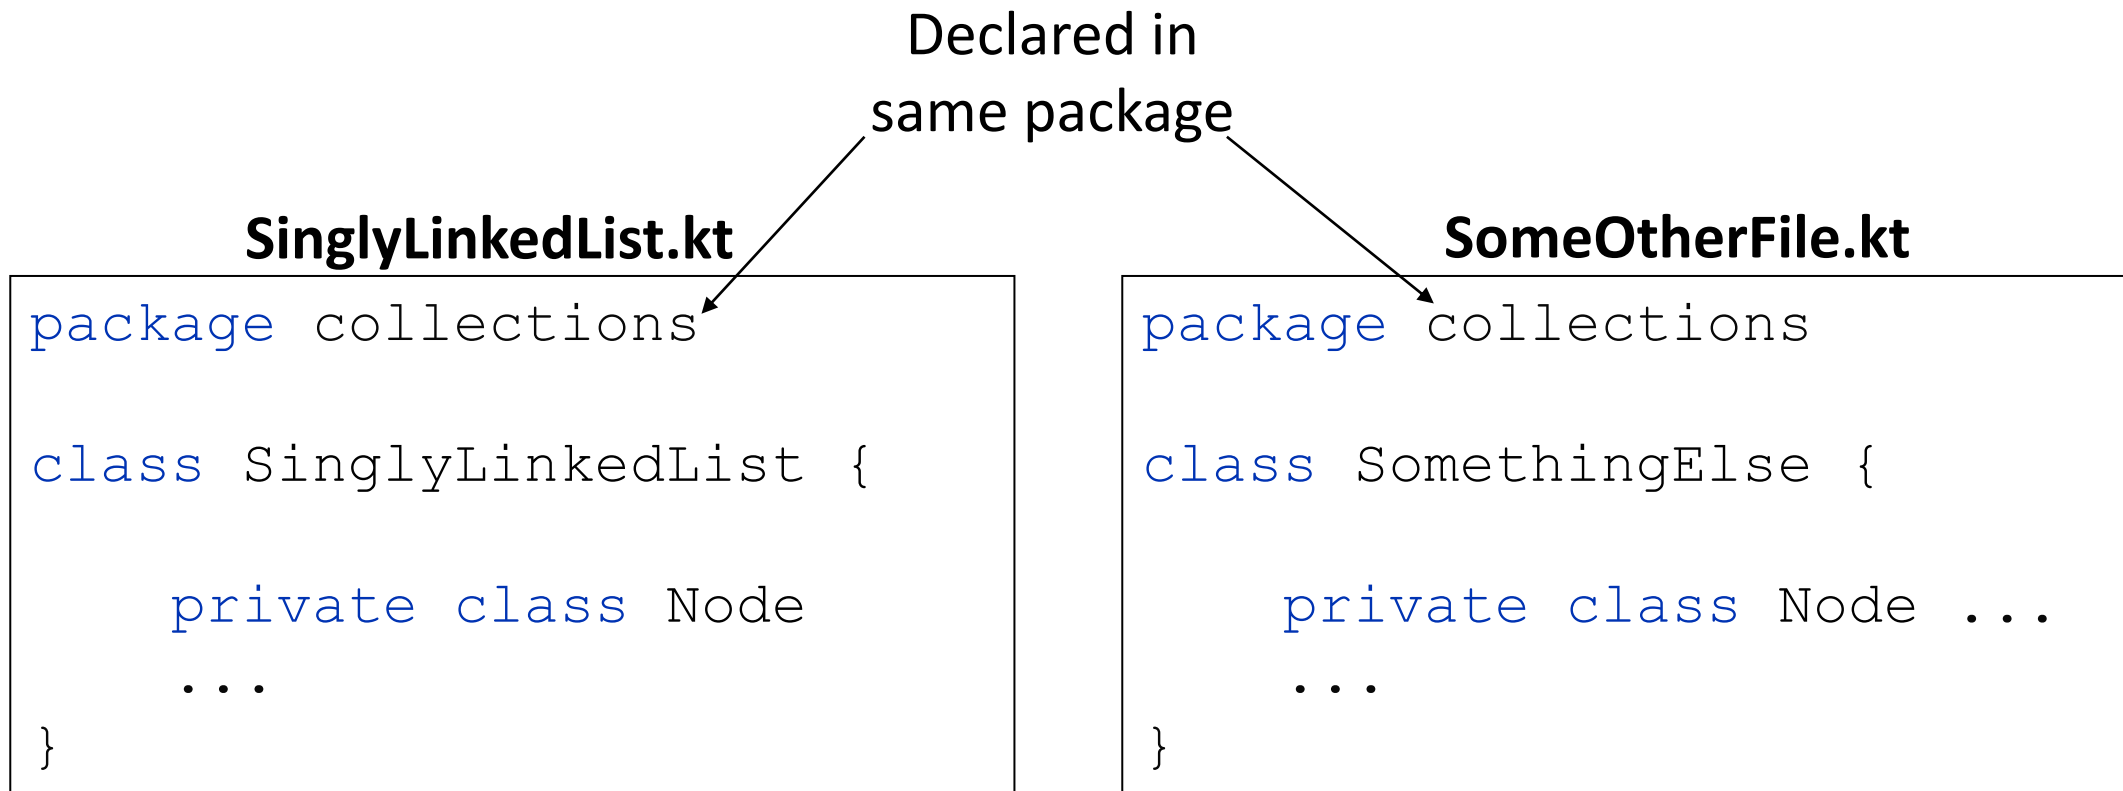 Declared in
same package
SinglyLinkedList.kt
package collections
class SinglyLinkedList {
    private class Node
    ...
}
SomeOtherFile.kt
package collections
class SomethingElse {
    private class Node ...
    ...
}